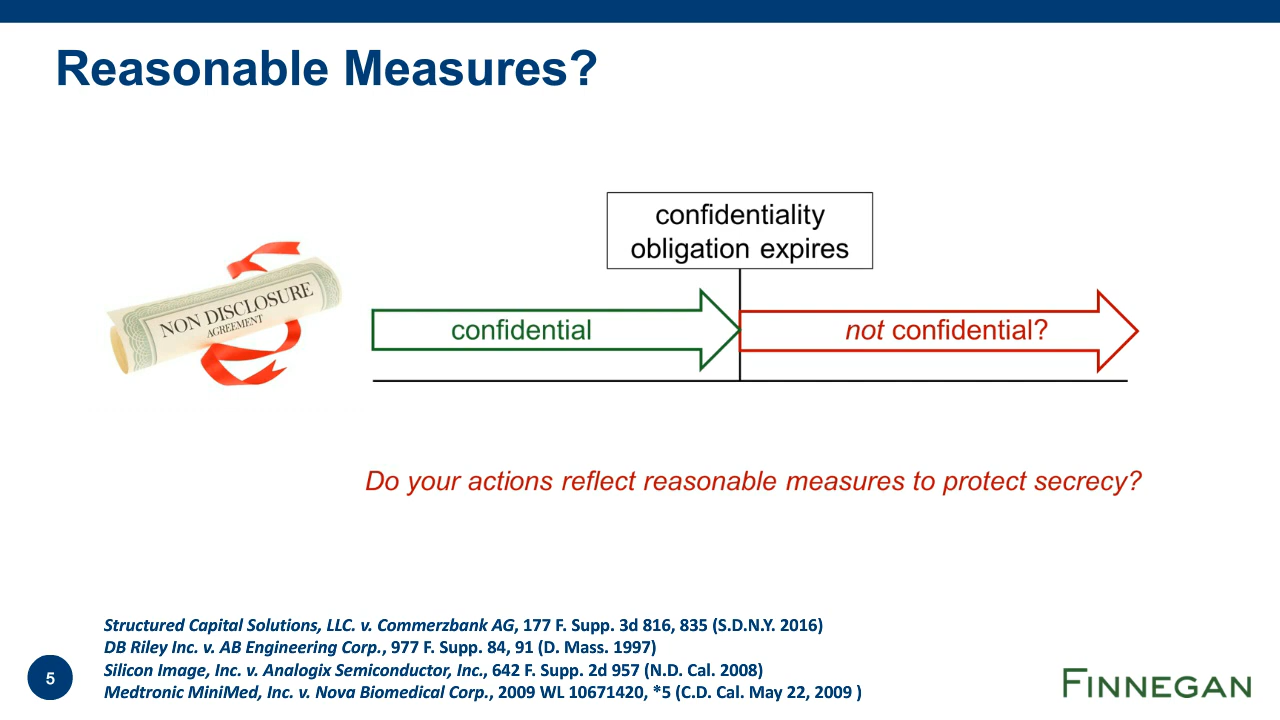 Reasonable Measures?
confidentiality
obligation expires
NON DISCLOSURE
AGREEMENT
confidential
not confidential?
Do your actions reflect reasonable measures to protect secrecy?
Structured Capital Solutions, LLC. v. Commerzbank AG, 177 F. Supp. 3d 816, 835 (S.D.N.Y. 2016)
DB Riley Inc. v. AB Engineering Corp., 977 F. Supp. 84, 91 (D. Mass. 1997)
Silicon Image, Inc. v. Analogix Semiconductor, Inc., 642 F. Supp. 2d 957 (N.D. Cal. 2008)
Medtronic MiniMed, Inc. v. Nova Biomedical Corp., 2009 WL 10671420, *5 (C.D. Cal. May 22, 2009 )
5
FINNEGAN